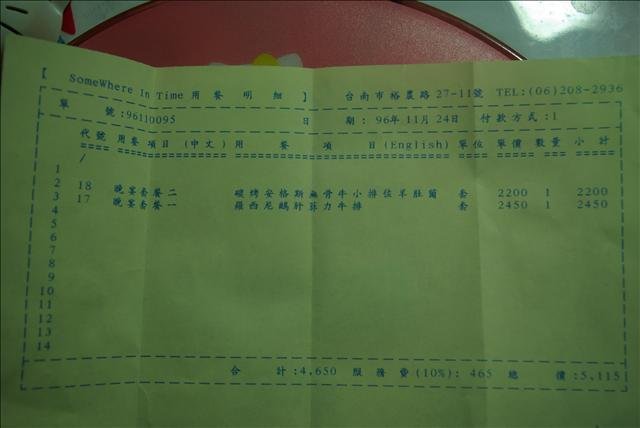 【 SomeWhere In Time 用 餐 明 細 】 台南市裕農路27-11號 TEL:(06)208-2936
單 號:96110095 日 期: 96年11月24日 付款方式:1
代號 用餐項目 (中文) 用 餐 項 目(English) 單位 單價 數量 小 計
/
1
2 18 晚宴套餐二 碳烤安格斯無骨牛小排佐羊肚菌 套 2200 1 2200
3 17 晚宴套餐一 羅西尼鵝肝菲力牛排 套 2450 1 2450
4
5
6
7
8
9
10
11
12
13
14
合 計:4,650 服 務 費(10%): 465 總 價:5,115